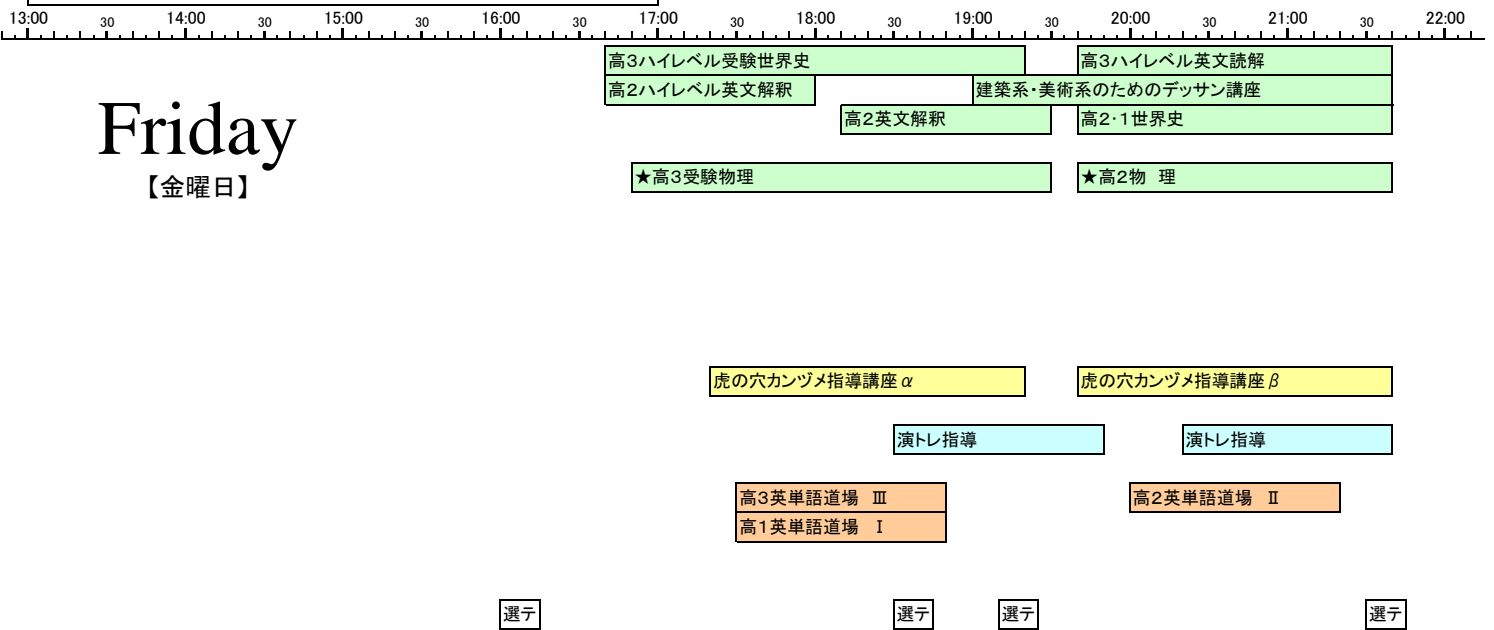 13:00 30 14:00 30 15:00 30 16:00 30 17:00 30 18:00 30 19:00 30 20:00 30 21:00 30 22:00
高3ハイレベル受験世界史 高3ハイレベル英文読解
高2ハイレベル英文解釈 建築系・美術系のためのデッサン講座
高2英文解釈 高2・1世界史
Friday
【金曜日】
★高3受験物理 ★高2物　理
虎の穴カンヅメ指導講座α 虎の穴カンヅメ指導講座β
演トレ指導 演トレ指導
高3英単語道場　Ⅲ 高2英単語道場　Ⅱ
高1英単語道場　Ⅰ
選テ 選テ 選テ 選テ